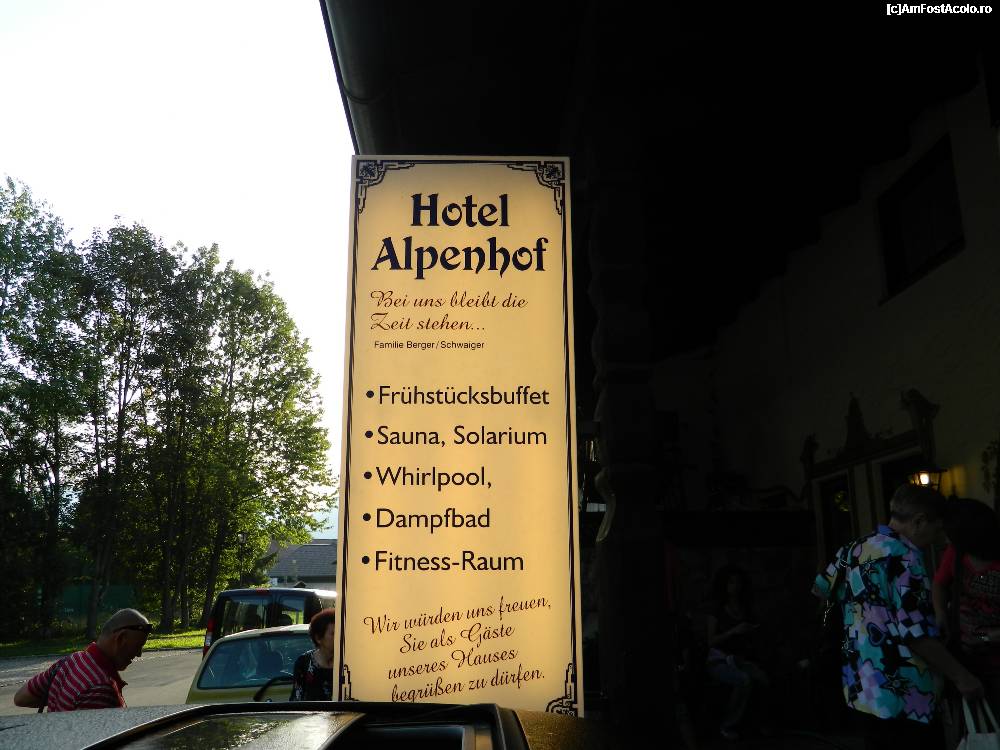 [c]AmFostAcolo.ro
Hotel
Alpenhof
Bei uns bleibt die
Zeit stehen...
Familie Berger/Schwaiger
•Frühstücksbuffet
•Sauna, Solarium
•Whirlpool,
•Dampfbad
•Fitness-Raum
Wir würden uns freuen,
Sie als Gäste
unseres Hauses
begrüßen zu dürfen.